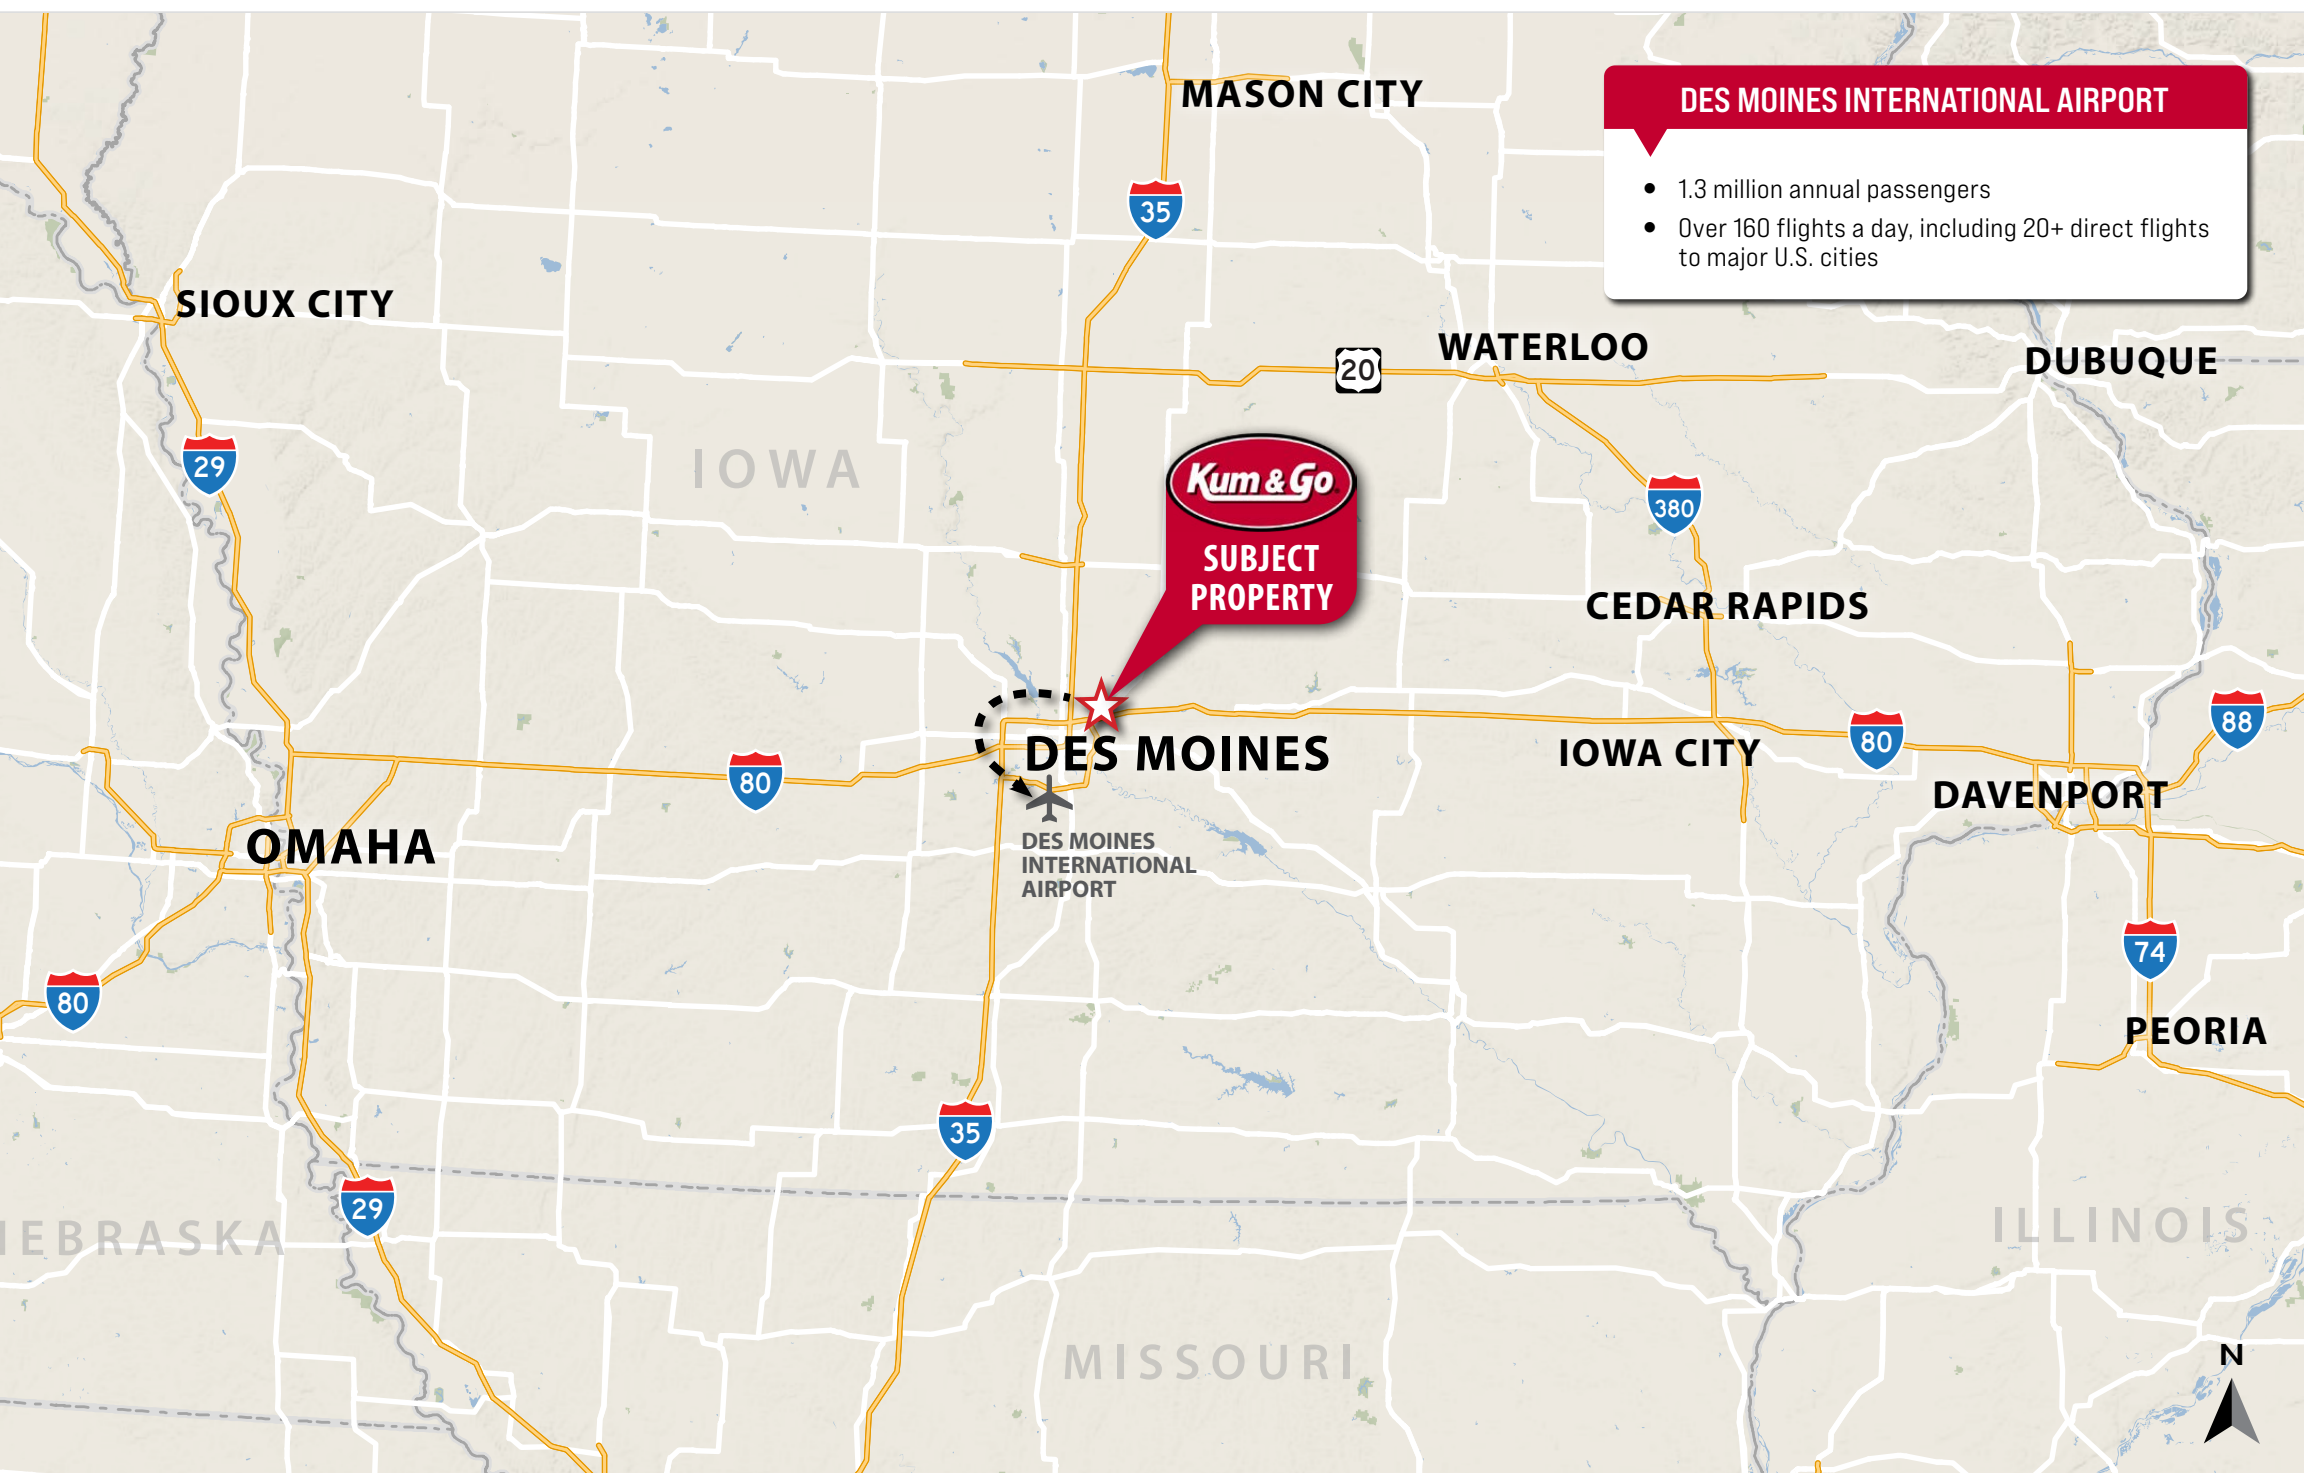 MASON CITY
DES MOINES INTERNATIONAL AIRPORT
• 1.3 million annual passengers
• Over 160 flights a day, including 20+ direct flights
to major U.S. cities
35
SIOUX CITY
WATERLOO
20
DUBUQUE
29
IOWA
Kum & Go
SUBJECT
PROPERTY
380
CEDAR RAPIDS
88
80
DES MOINES
IOWA CITY
80
DAVENPORT
OMAHA
DES MOINES
INTERNATIONAL
AIRPORT
74
80
PEORIA
35
29
EBRASKA
ILLINOIS
MISSOURI
N